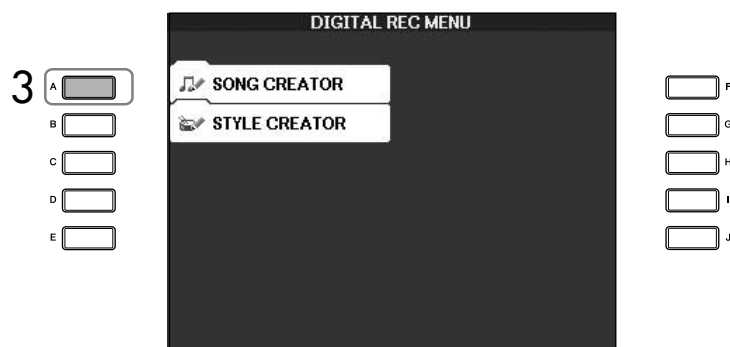 DIGITAL REC MENU
3
A
SONG CREATOR
F
B
STYLE CREATOR
G
C
H
D
I
E
J